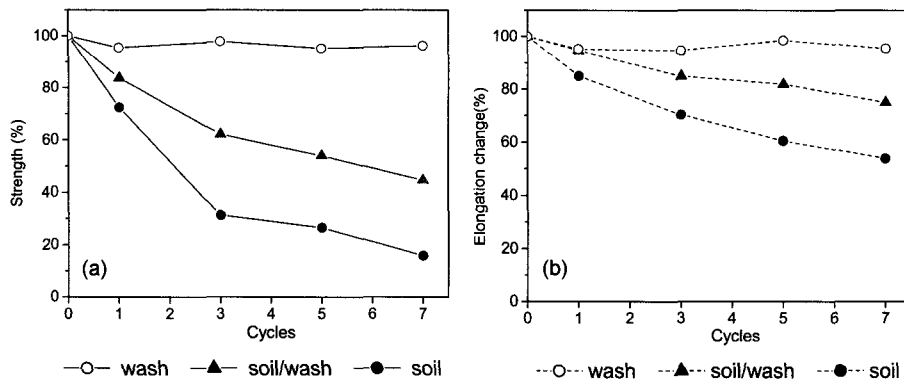 100
80
60
40
20
0
Strength (%)
(a)
0 1 2 3 4 5 6 7
Cycles
wash soil/wash soil
100
80
60
40
20
0
Elongation change(%)
(b)
0 1 2 3 4 5 6 7
Cycles
wash soil/wash soil